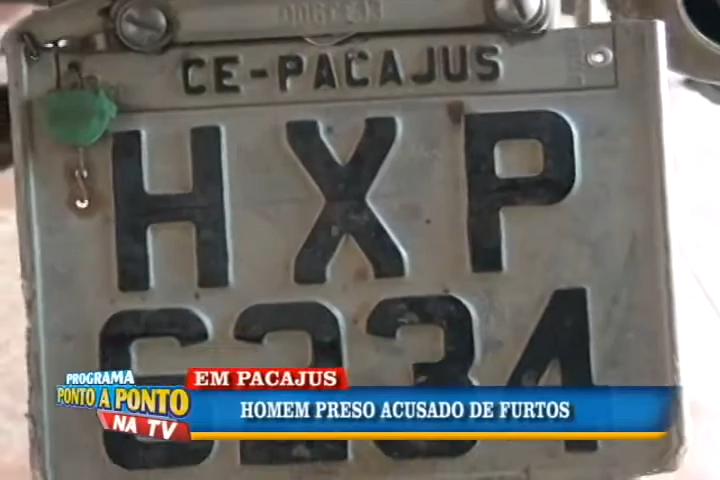 CE-PACAJUS
HXP
6234
PROGRAMA
PONTO A PONTO
NA TV
EM PACAJUS
HOMEM PRESO ACUSADO DE FURTOS